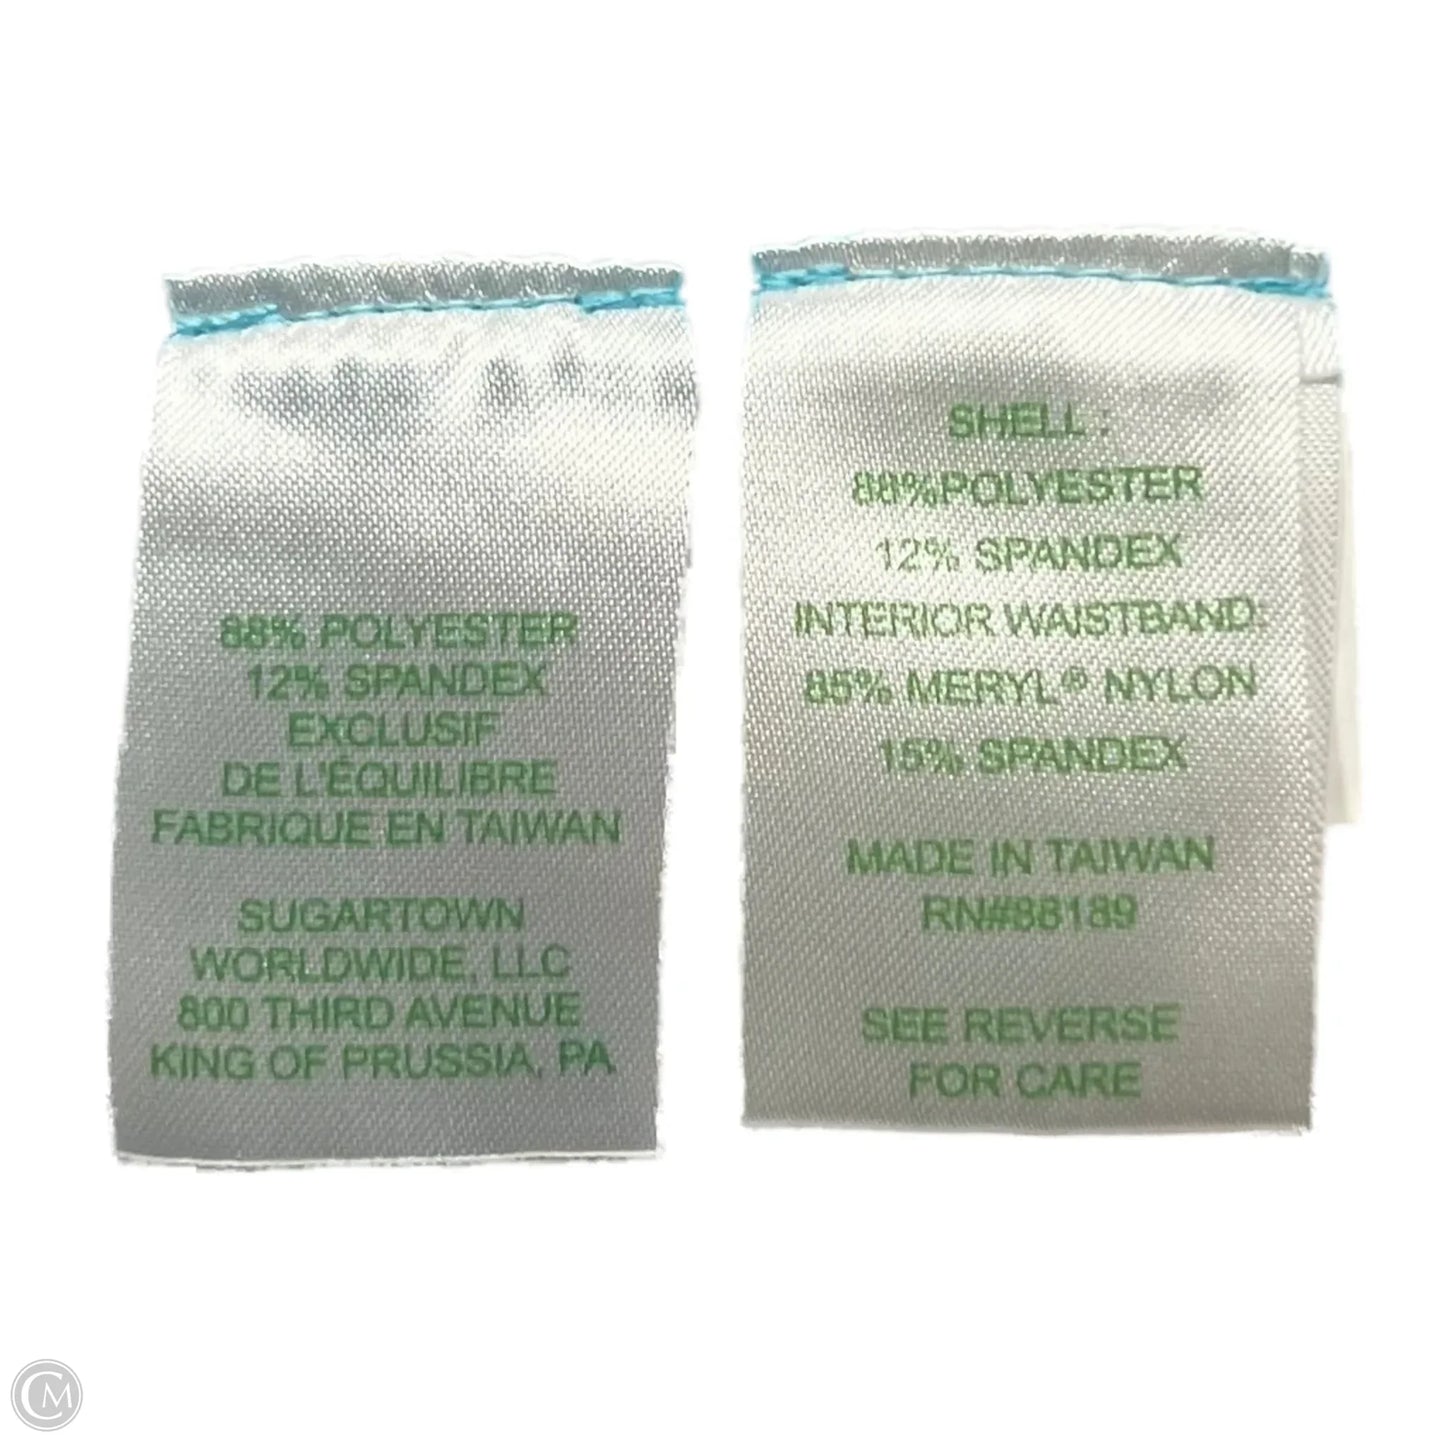 88% POLYESTER
12% SPANDEX
EXCLUSIF
DE L'ÉQUILIBRE
FABRIQUE EN TAIWAN
SUGARTOWN
WORLDWIDE, LLC
800 THIRD AVENUE
KING OF PRUSSIA, PA
SHELL :
88%POLYESTER
12% SPANDEX
INTERIOR WAISTBAND:
85% MERYL® NYLON
15% SPANDEX
MADE IN TAIWAN
RN#88189
SEE REVERSE
FOR CARE
CM